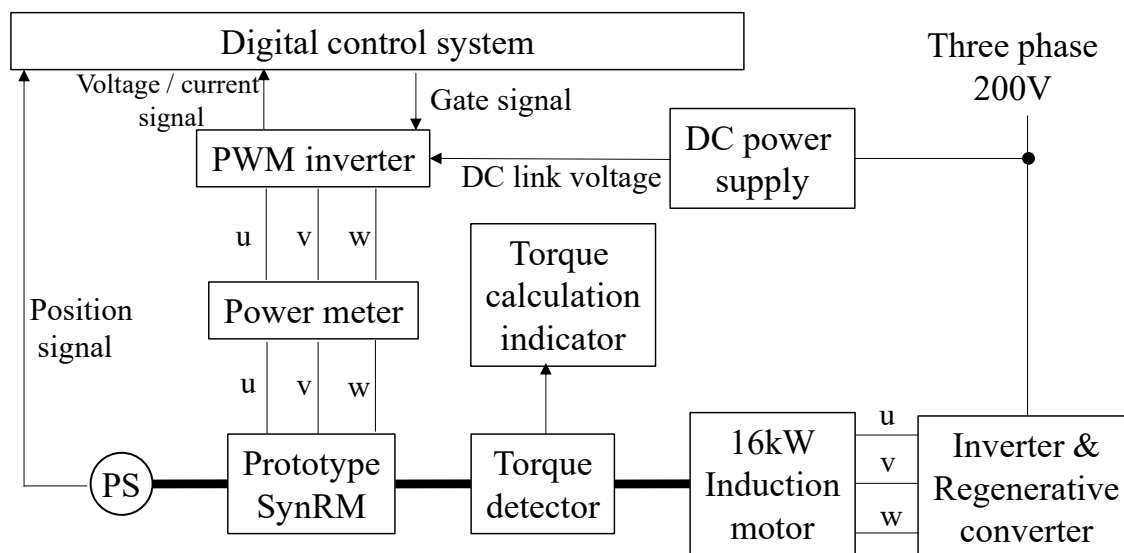 Digital control system
Three phase
200V
Voltage / current
signal
Gate signal
PWM inverter
DC link voltage
DC power
supply
u
v
w
Torque
calculation
indicator
Power meter
Position
signal
u
v
w
PS
Prototype
SynRM
Torque
detector
16kW
Induction
motor
u
v
w
Inverter &
Regenerative
converter